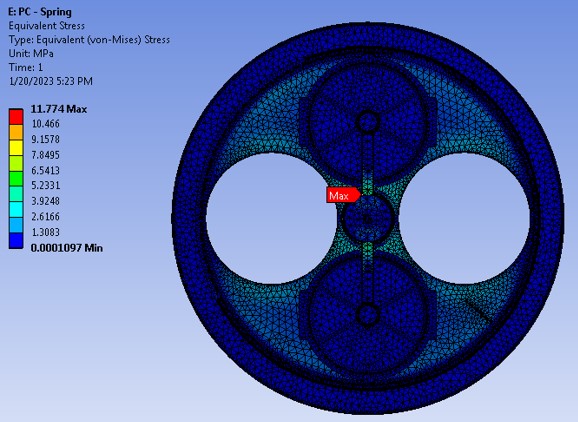 E: PC - Spring
Equivalent Stress
Type: Equivalent (von-Mises) Stress
Unit: MPa
Time: 1
1/20/2023 5:23 PM
11.774 Max
10.466
9.1578
7.8495
6.5413
5.2331
3.9248
2.6166
1.3083
0.0001097 Min
Max